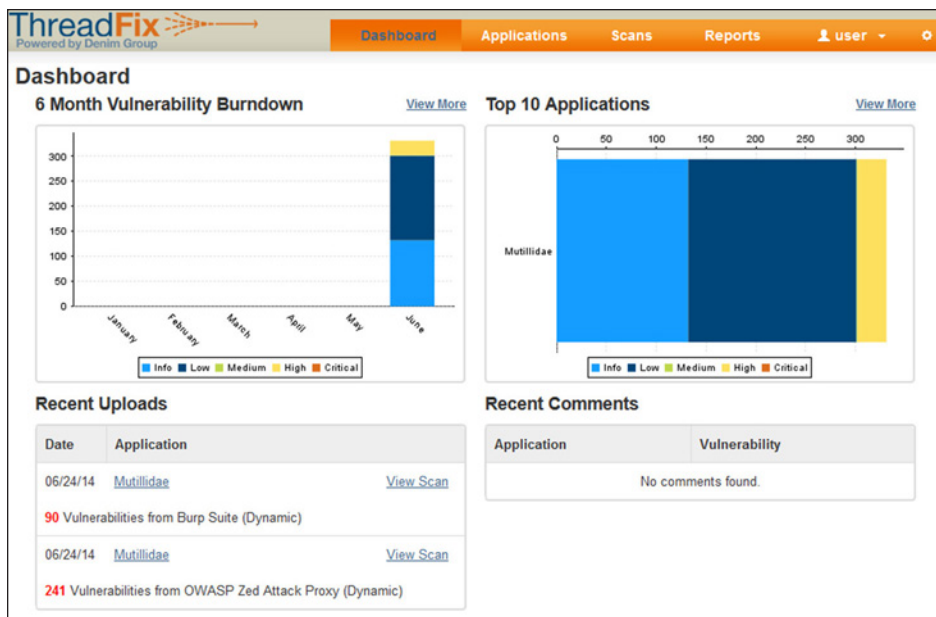 ThreadFix
Powered by Denim Group
Dashboard Applications Scans Reports user
Dashboard
6 Month Vulnerability Burndown View More
300
250
200
150
100
50
0
January February March April May June
Info Low Medium High Critical
Top 10 Applications View More
0 50 100 150 200 250 300
Mutillidae
Info Low Medium High Critical
Recent Uploads
Date Application
06/24/14 Mutillidae View Scan
90 Vulnerabilities from Burp Suite (Dynamic)
06/24/14 Mutillidae View Scan
241 Vulnerabilities from OWASP Zed Attack Proxy (Dynamic)
Recent Comments
Application Vulnerability
No comments found.